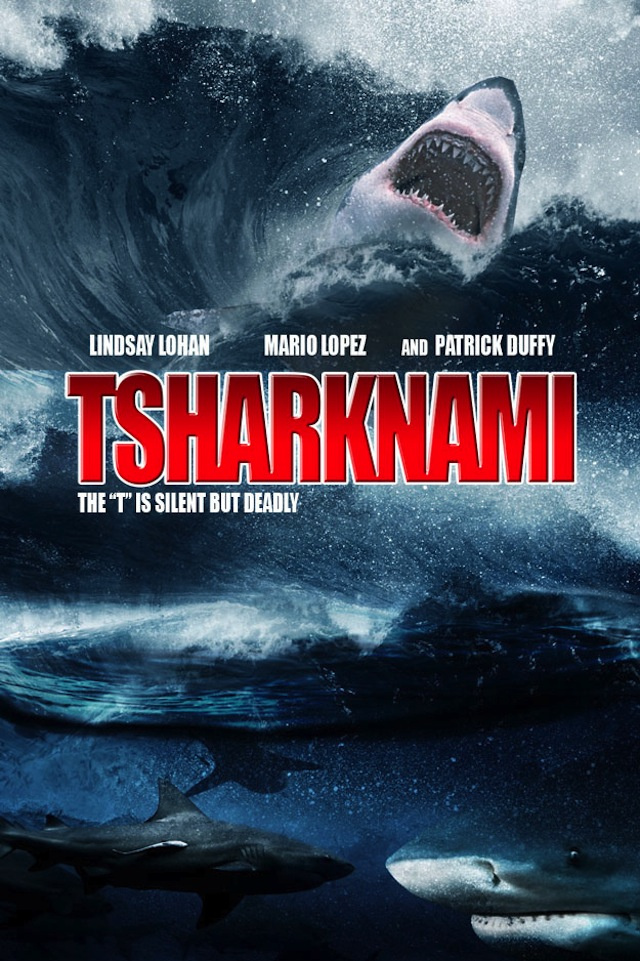 LINDSAY LOHAN MARIO LOPEZ AND PATRICK DUFFY
TSHARKNAMI
THE “T” IS SILENT BUT DEADLY